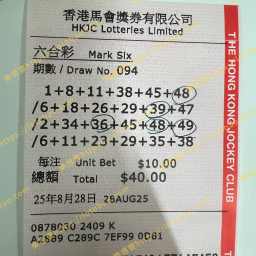 香港馬會獎券有限公司
HKJC Lotteries Limited
六合彩 Mark Six
期數 / Draw No. 094
1+8+11+38+45+48
/6+18+26+29+39+47
/2+34+36+45+48+49
/6+11+23+29+35+38
每注 Unit Bet $10.00
總額 Total $40.00
25年8月28日 28AUG25
0878030 2409 K
A2889 C289C 7EF99 0D81
THE HONG KONG JOCKEY CLUB